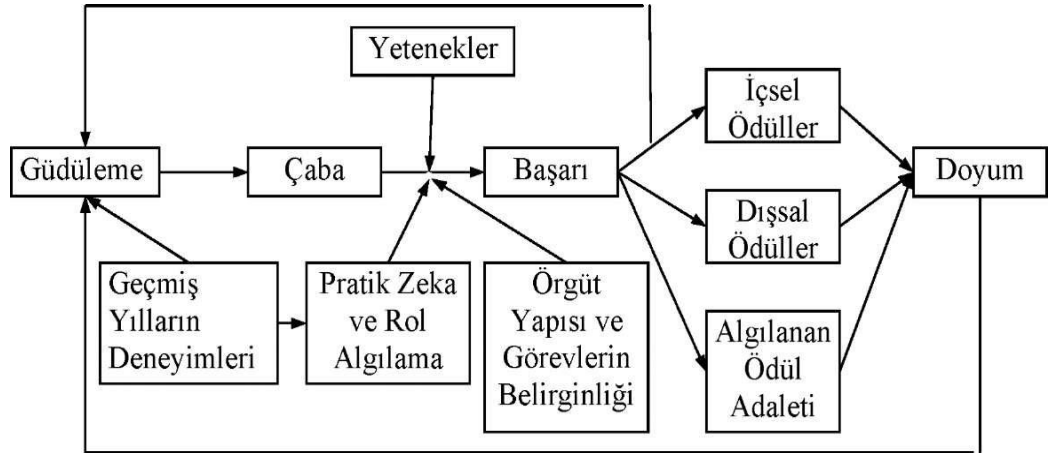 Yetenekler
İçsel
Ödüller
Güdüleme
Çaba
Başarı
Doyum
Dışsal
Ödüller
Geçmiş
Yılların
Deneyimleri
Pratik Zeka
ve Rol
Algılama
Örgüt
Yapısı ve
Görevlerin
Belirginliği
Algılanan
Ödül
Adaleti